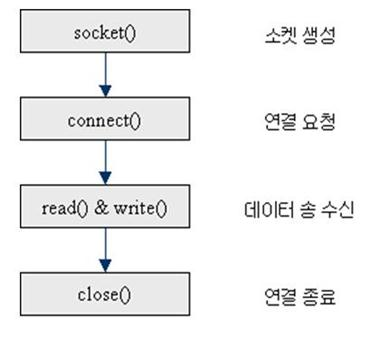 socket() 소켓 생성
connect() 연결 요청
read() & write() 데이터 송 수신
close() 연결 종료